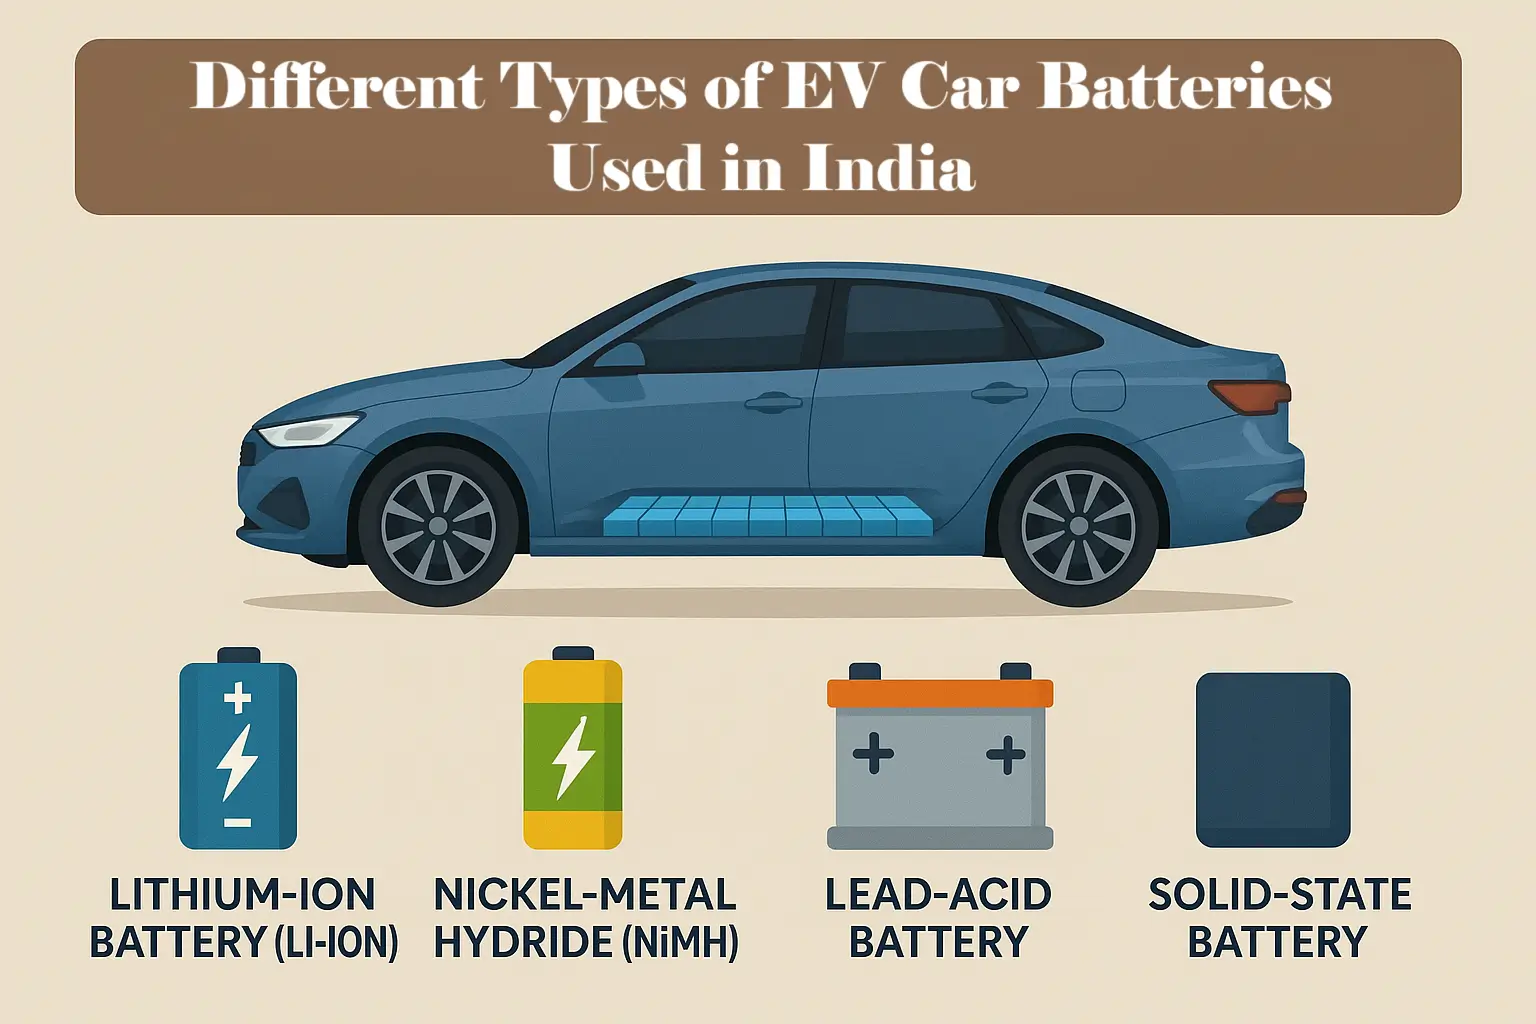 Different Types of EV Car Batteries
Used in India
+
−
LITHIUM-ION
BATTERY (LI-ION)
NICKEL-METAL
HYDRIDE (NiMH)
+ +
LEAD-ACID
BATTERY
SOLID-STATE
BATTERY